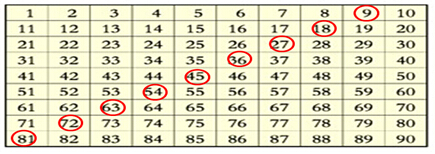 1 2 3 4 5 6 7 8 9 10
11 12 13 14 15 16 17 18 19 20
21 22 23 24 25 26 27 28 29 30
31 32 33 34 35 36 37 38 39 40
41 42 43 44 45 46 47 48 49 50
51 52 53 54 55 56 57 58 59 60
61 62 63 64 65 66 67 68 69 70
71 72 73 74 75 76 77 78 79 80
81 82 83 84 85 86 87 88 89 90